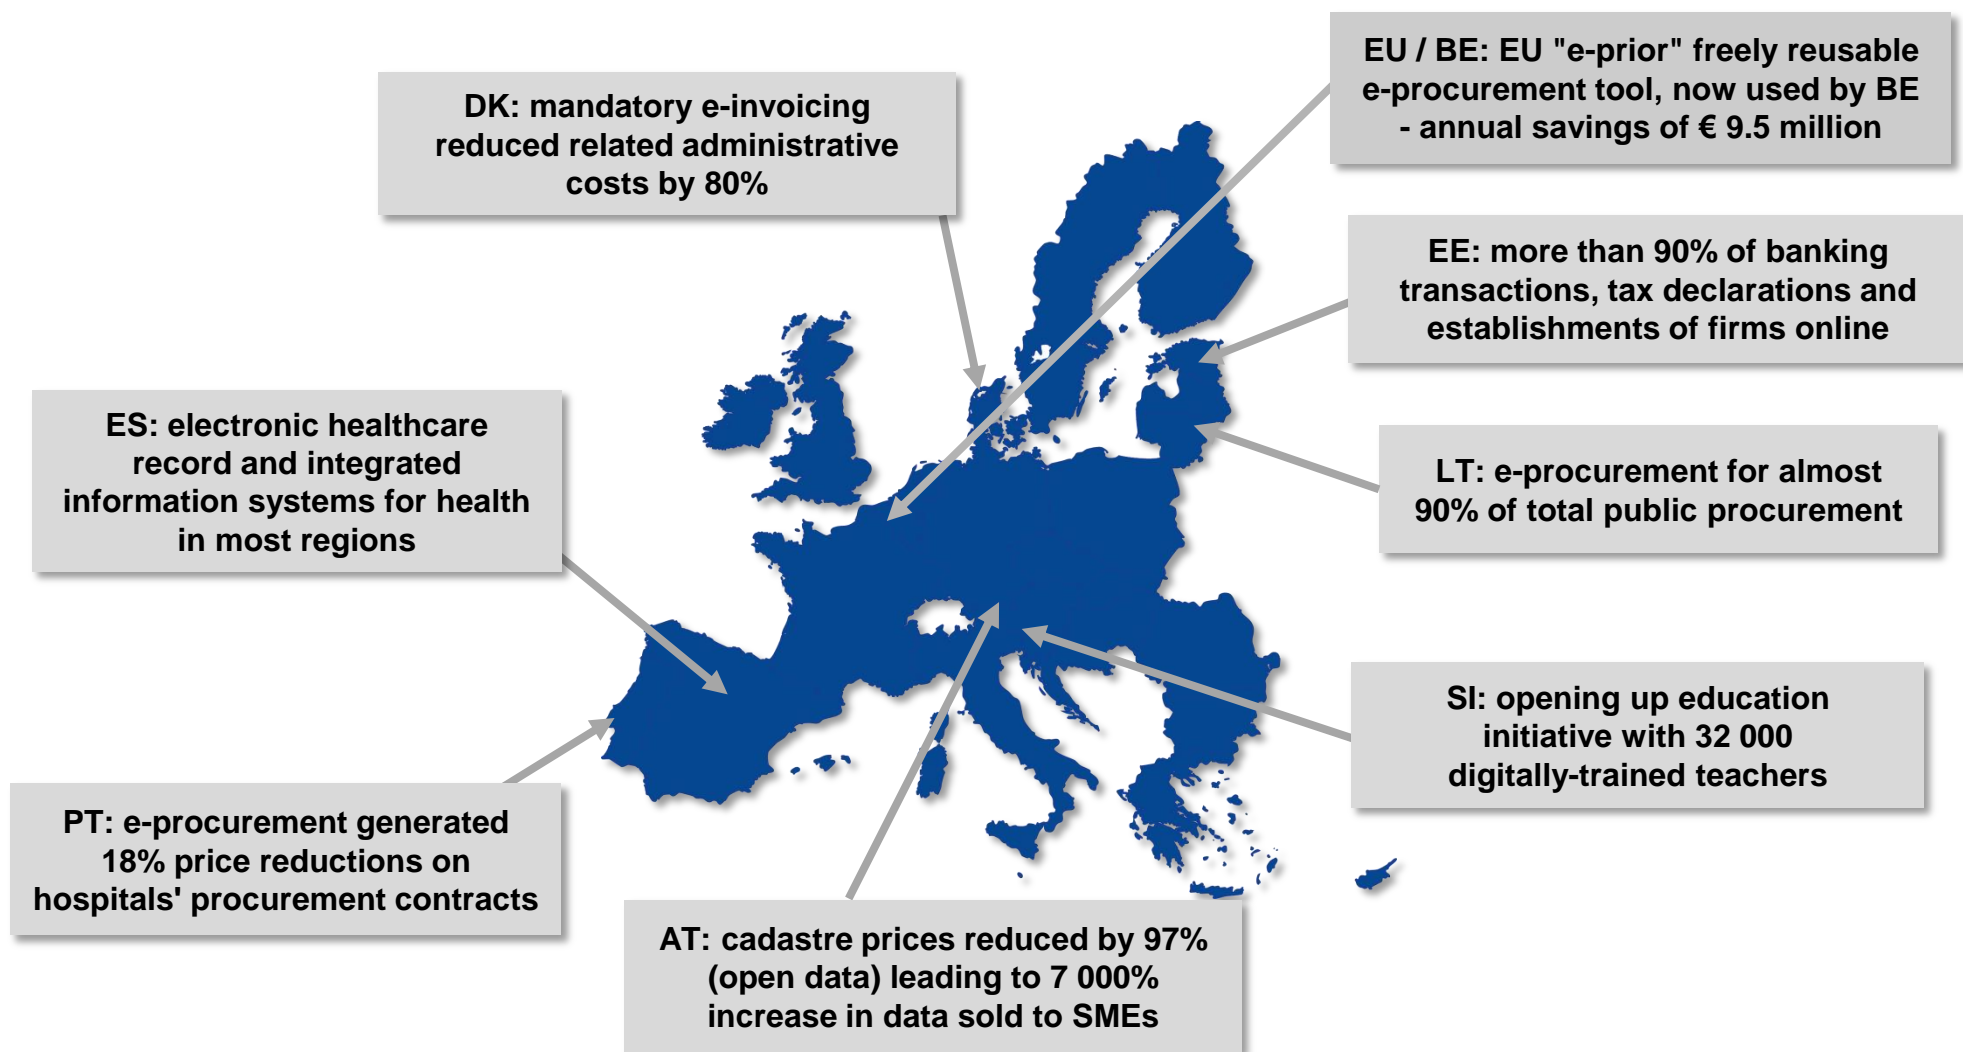 EU / BE: EU "e-prior" freely reusable
e-procurement tool, now used by BE
- annual savings of € 9.5 million
DK: mandatory e-invoicing
reduced related administrative
costs by 80%
EE: more than 90% of banking
transactions, tax declarations and
establishments of firms online
ES: electronic healthcare
record and integrated
information systems for health
in most regions
LT: e-procurement for almost
90% of total public procurement
SI: opening up education
initiative with 32 000
digitally-trained teachers
PT: e-procurement generated
18% price reductions on
hospitals' procurement contracts
AT: cadastre prices reduced by 97%
(open data) leading to 7 000%
increase in data sold to SMEs